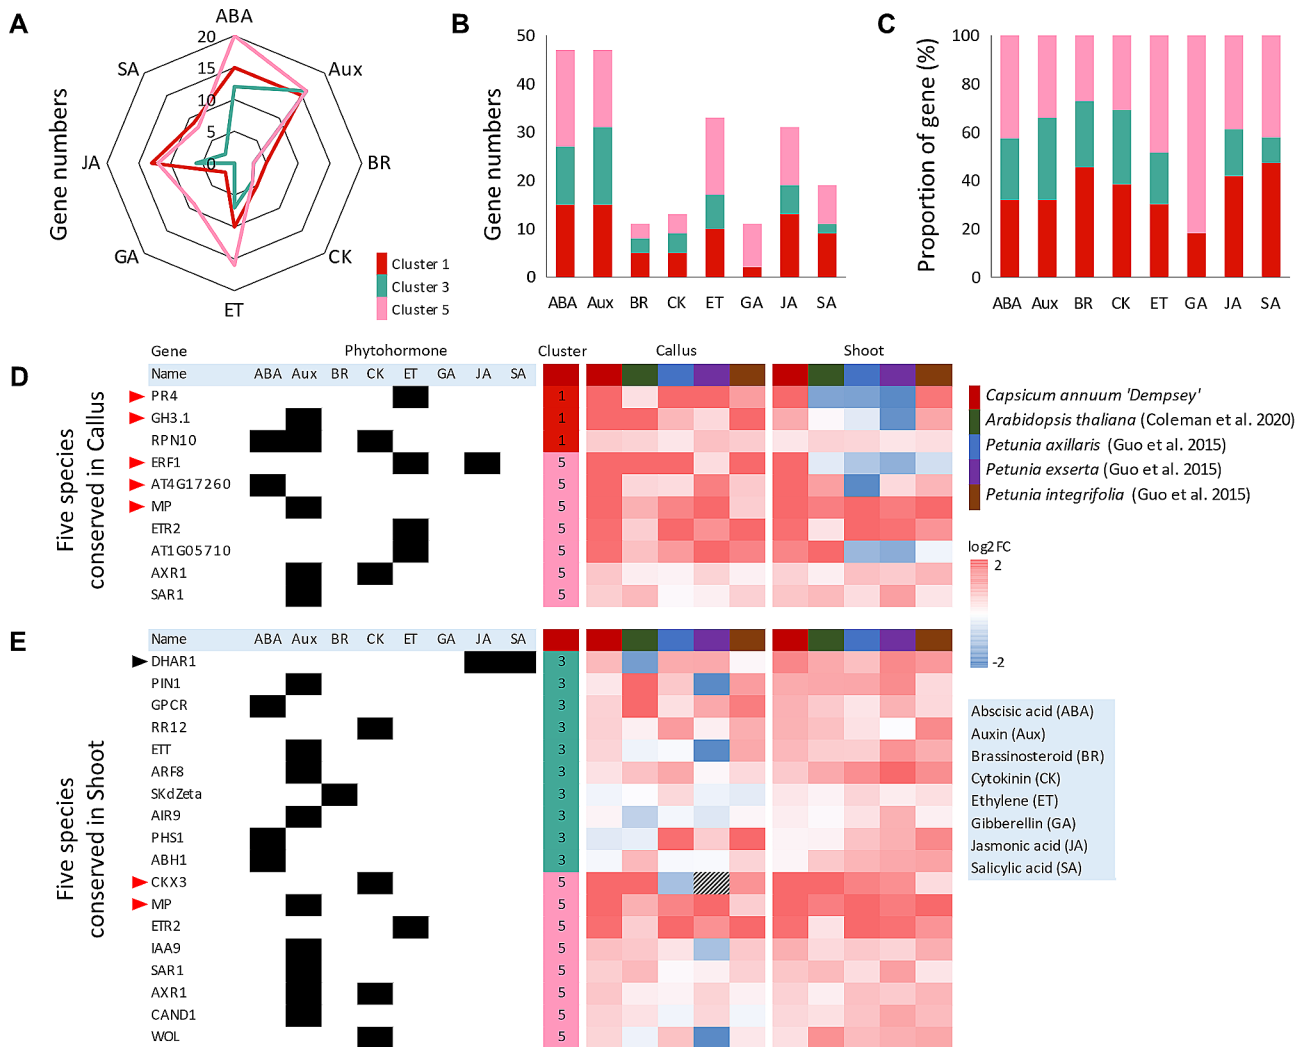 A
ABA
20
15
10
5
0
SA
Aux
JA
BR
GA
CK
ET
Gene numbers
Cluster 1
Cluster 3
Cluster 5
B
Gene numbers
50
40
30
20
10
0
ABA Aux BR CK ET GA JA SA
C
Proportion of gene (%)
100
80
60
40
20
0
ABA Aux BR CK ET GA JA SA
D
Five species
conserved in Callus
Gene Phytohormone Cluster Callus Shoot
Name ABA Aux BR CK ET GA JA SA
PR4 1
GH3.1 1
RPN10 1
ERF1 5
AT4G17260 5
MP 5
ETR2 5
AT1G05710 5
AXR1 5
SAR1 5
Capsicum annuum 'Dempsey'
Arabidopsis thaliana (Coleman et al. 2020)
Petunia axillaris (Guo et al. 2015)
Petunia exserta (Guo et al. 2015)
Petunia integrifolia (Guo et al. 2015)
log2FC
2
-2
E
Five species
conserved in Shoot
Name ABA Aux BR CK ET GA JA SA
DHAR1 3
PIN1 3
GPCR 3
RR12 3
ETT 3
ARF8 3
SKdZeta 3
AIR9 3
PHS1 3
ABH1 3
CKX3 5
MP 5
ETR2 5
IAA9 5
SAR1 5
AXR1 5
CAND1 5
WOL 5
Abscisic acid (ABA)
Auxin (Aux)
Brassinosteroid (BR)
Cytokinin (CK)
Ethylene (ET)
Gibberellin (GA)
Jasmonic acid (JA)
Salicylic acid (SA)